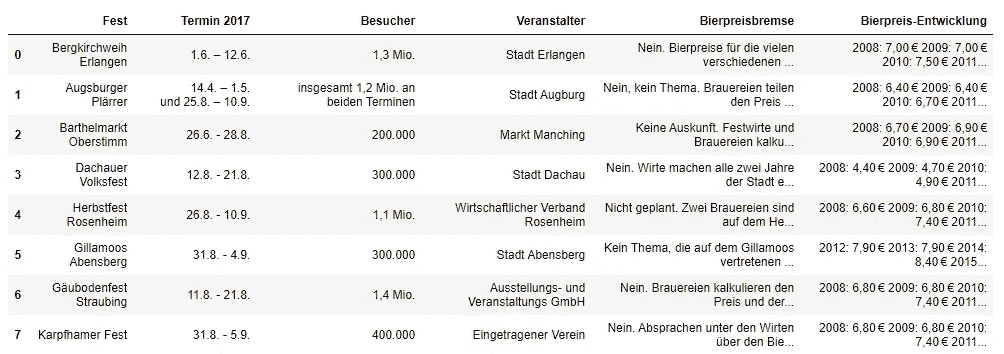 Fest Termin 2017 Besucher Veranstalter Bierpreisbremse Bierpreis-Entwicklung
0 Bergkirchweih Erlangen 1.6. – 12.6. 1,3 Mio. Stadt Erlangen Nein. Bierpreise für die vielen verschiedenen ... 2008: 7,00 € 2009: 7,00 € 2010: 7,50 € 2011...
1 Augsburger Plärrer 14.4. – 1.5. und 25.8. – 10.9. insgesamt 1,2 Mio. an beiden Terminen Stadt Augburg Nein, kein Thema. Brauereien teilen den Preis ... 2008: 6,40 € 2009: 6,40 € 2010: 6,70 € 2011...
2 Barthelmarkt Oberstimm 26.6. - 28.8. 200.000 Markt Manching Keine Auskunft. Festwirte und Brauereien kalku... 2008: 6,70 € 2009: 6,90 € 2010: 6,90 € 2011...
3 Dachauer Volksfest 12.8. - 21.8. 300.000 Stadt Dachau Nein. Wirte machen alle zwei Jahre der Stadt e... 2008: 4,40 € 2009: 4,70 € 2010: 4,90 € 2011...
4 Herbstfest Rosenheim 26.8. - 10.9. 1,1 Mio. Wirtschaftlicher Verband Rosenheim Nicht geplant. Zwei Brauereien sind auf dem He... 2008: 6,60 € 2009: 6,80 € 2010: 7,40 € 2011...
5 Gillamoos Abensberg 31.8. - 4.9. 300.000 Stadt Abensberg Kein Thema, die auf dem Gillamoos vertretenen ... 2012: 7,90 € 2013: 7,90 € 2014: 8,40 € 2015...
6 Gäubodenfest Straubing 11.8. - 21.8. 1,4 Mio. Ausstellungs- und Veranstaltungs GmbH Nein. Brauereien kalkulieren den Preis und der... 2008: 6,80 € 2009: 6,80 € 2010: 7,40 € 2011...
7 Karpfhamer Fest 31.8. - 5.9. 400.000 Eingetragener Verein Nein. Absprachen unter den Wirten über den Bie... 2008: 6,80 € 2009: 6,80 € 2010: 7,40 € 2011...